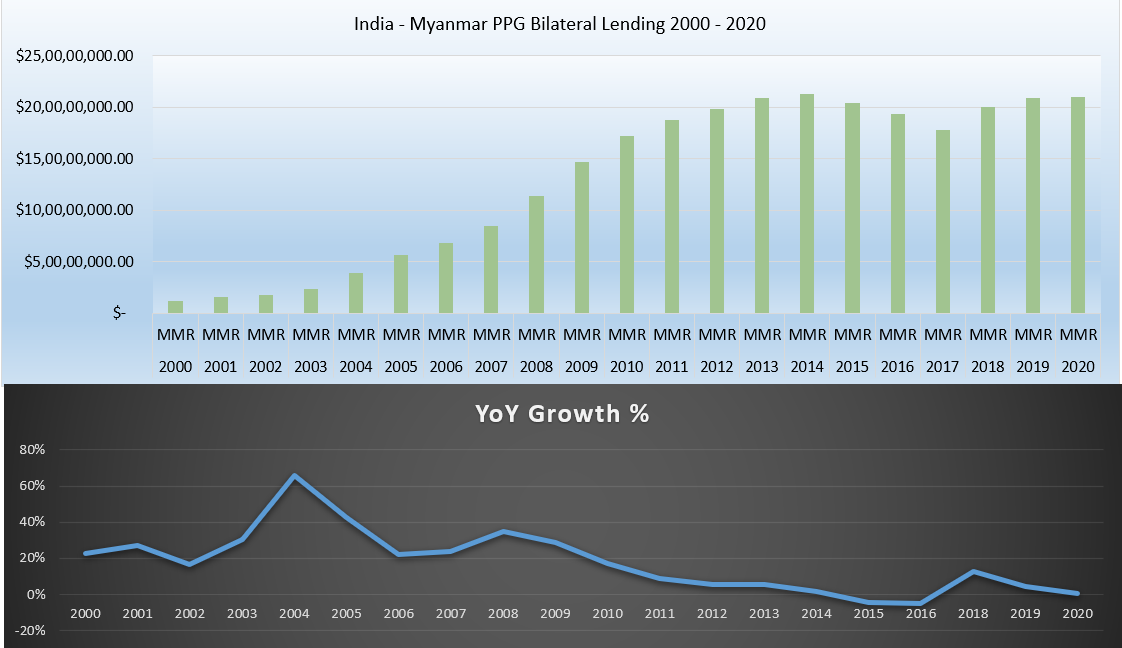 India - Myanmar PPG Bilateral Lending 2000 - 2020
$25,00,00,000.00
$20,00,00,000.00
$15,00,00,000.00
$10,00,00,000.00
$5,00,00,000.00
$-
MMR MMR MMR MMR MMR MMR MMR MMR MMR MMR MMR MMR MMR MMR MMR MMR MMR MMR MMR MMR MMR
2000 2001 2002 2003 2004 2005 2006 2007 2008 2009 2010 2011 2012 2013 2014 2015 2016 2017 2018 2019 2020
YoY Growth %
80%
60%
40%
20%
0%
2000 2001 2002 2003 2004 2005 2006 2007 2008 2009 2010 2011 2012 2013 2014 2015 2016 2018 2019 2020
-20%